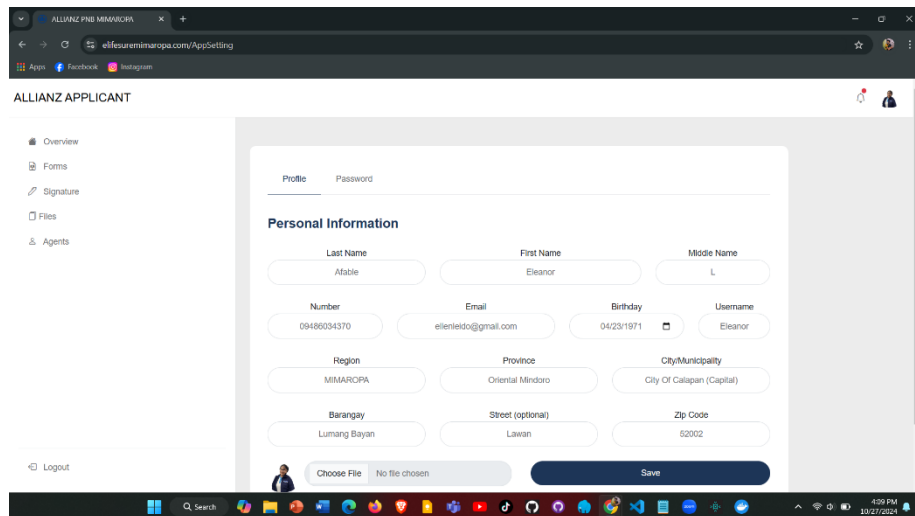 ALLIANZ PNB MIMAROPA
elifesuremimaropa.com/AppSetting
Apps Facebook Instagram
ALLIANZ APPLICANT
Overview
Forms
Signature
Files
Agents
Logout
Profile Password
Personal Information
Last Name First Name Middle Name
Afable Eleanor L
Number Email Birthday Username
09486034370 ellenleido@gmail.com 04/23/1971 Eleanor
Region Province City/Municipality
MIMAROPA Oriental Mindoro City Of Calapan (Capital)
Barangay Street (optional) Zip Code
Lumang Bayan Lawan 52002
Choose File No file chosen Save
Search
4:09 PM
10/27/2024